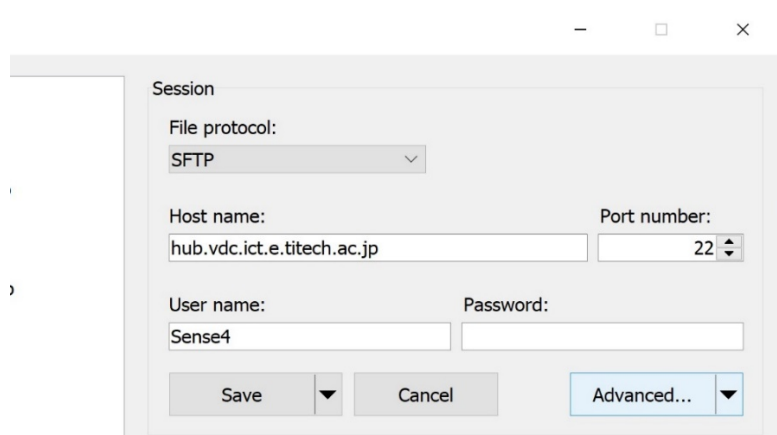 Session
File protocol:
SFTP
Host name:
Port number:
hub.vdc.ict.e.titech.ac.jp
22
User name:
Password:
Sense4
Save
Cancel
Advanced...